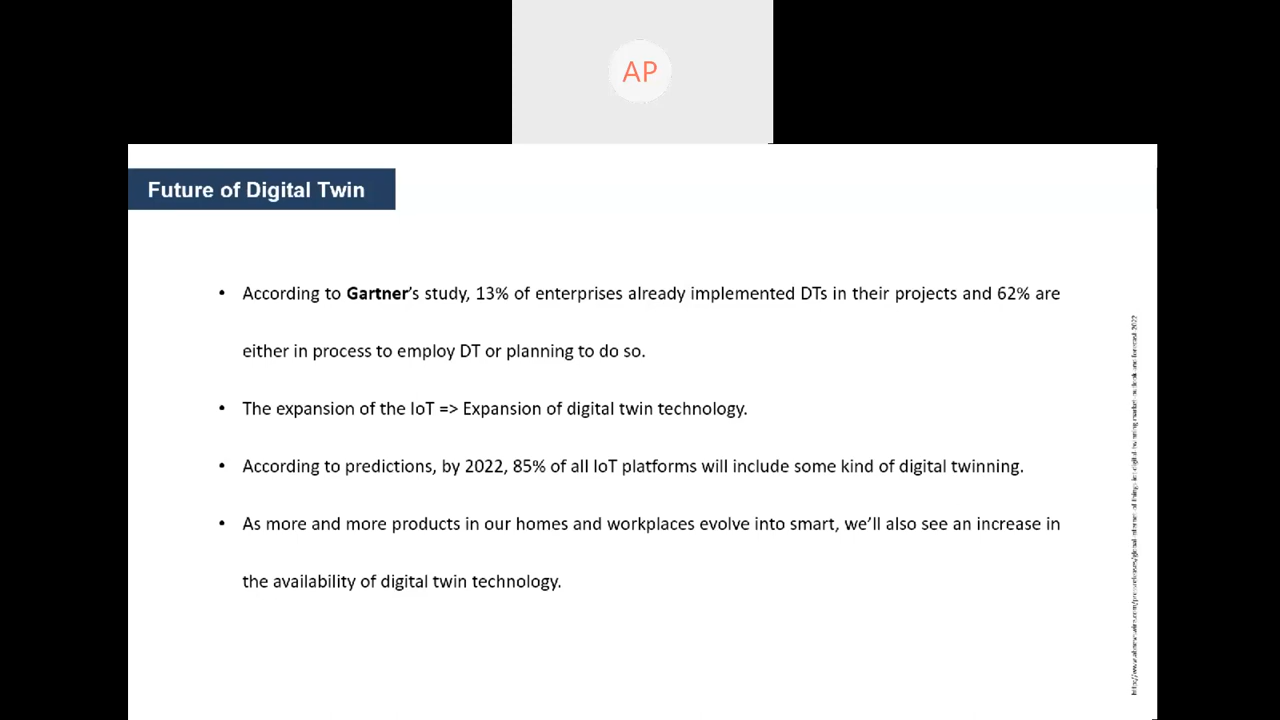 AP
Future of Digital Twin
• According to Gartner’s study, 13% of enterprises already implemented DTs in their projects and 62% are
either in process to employ DT or planning to do so.
• The expansion of the IoT => Expansion of digital twin technology.
• According to predictions, by 2022, 85% of all IoT platforms will include some kind of digital twinning.
• As more and more products in our homes and workplaces evolve into smart, we’ll also see an increase in
the availability of digital twin technology.